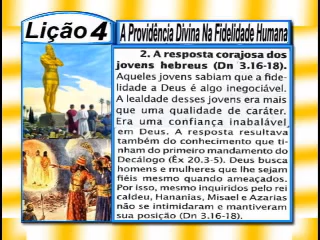 Lição 4
A Providência Divina Na Fidelidade Humana
2. A resposta corajosa dos
jovens hebreus (Dn 3.16-18).
Aqueles jovens sabiam que a fide-
lidade a Deus é algo inegociável.
A lealdade desses jovens era mais
que uma qualidade de caráter.
Era uma confiança inabalável
em Deus. A resposta resultava
também do conhecimento que ti-
nham do primeiro mandamento do
Decálogo (Êx 20.3-5). Deus busca
homens e mulheres que lhe sejam
fiéis mesmo quando ameaçados.
Por isso, mesmo inquiridos pelo rei
caldeu, Hananias, Misael e Azarias
não se intimidaram e mantiveram
sua posição (Dn 3.16-18).